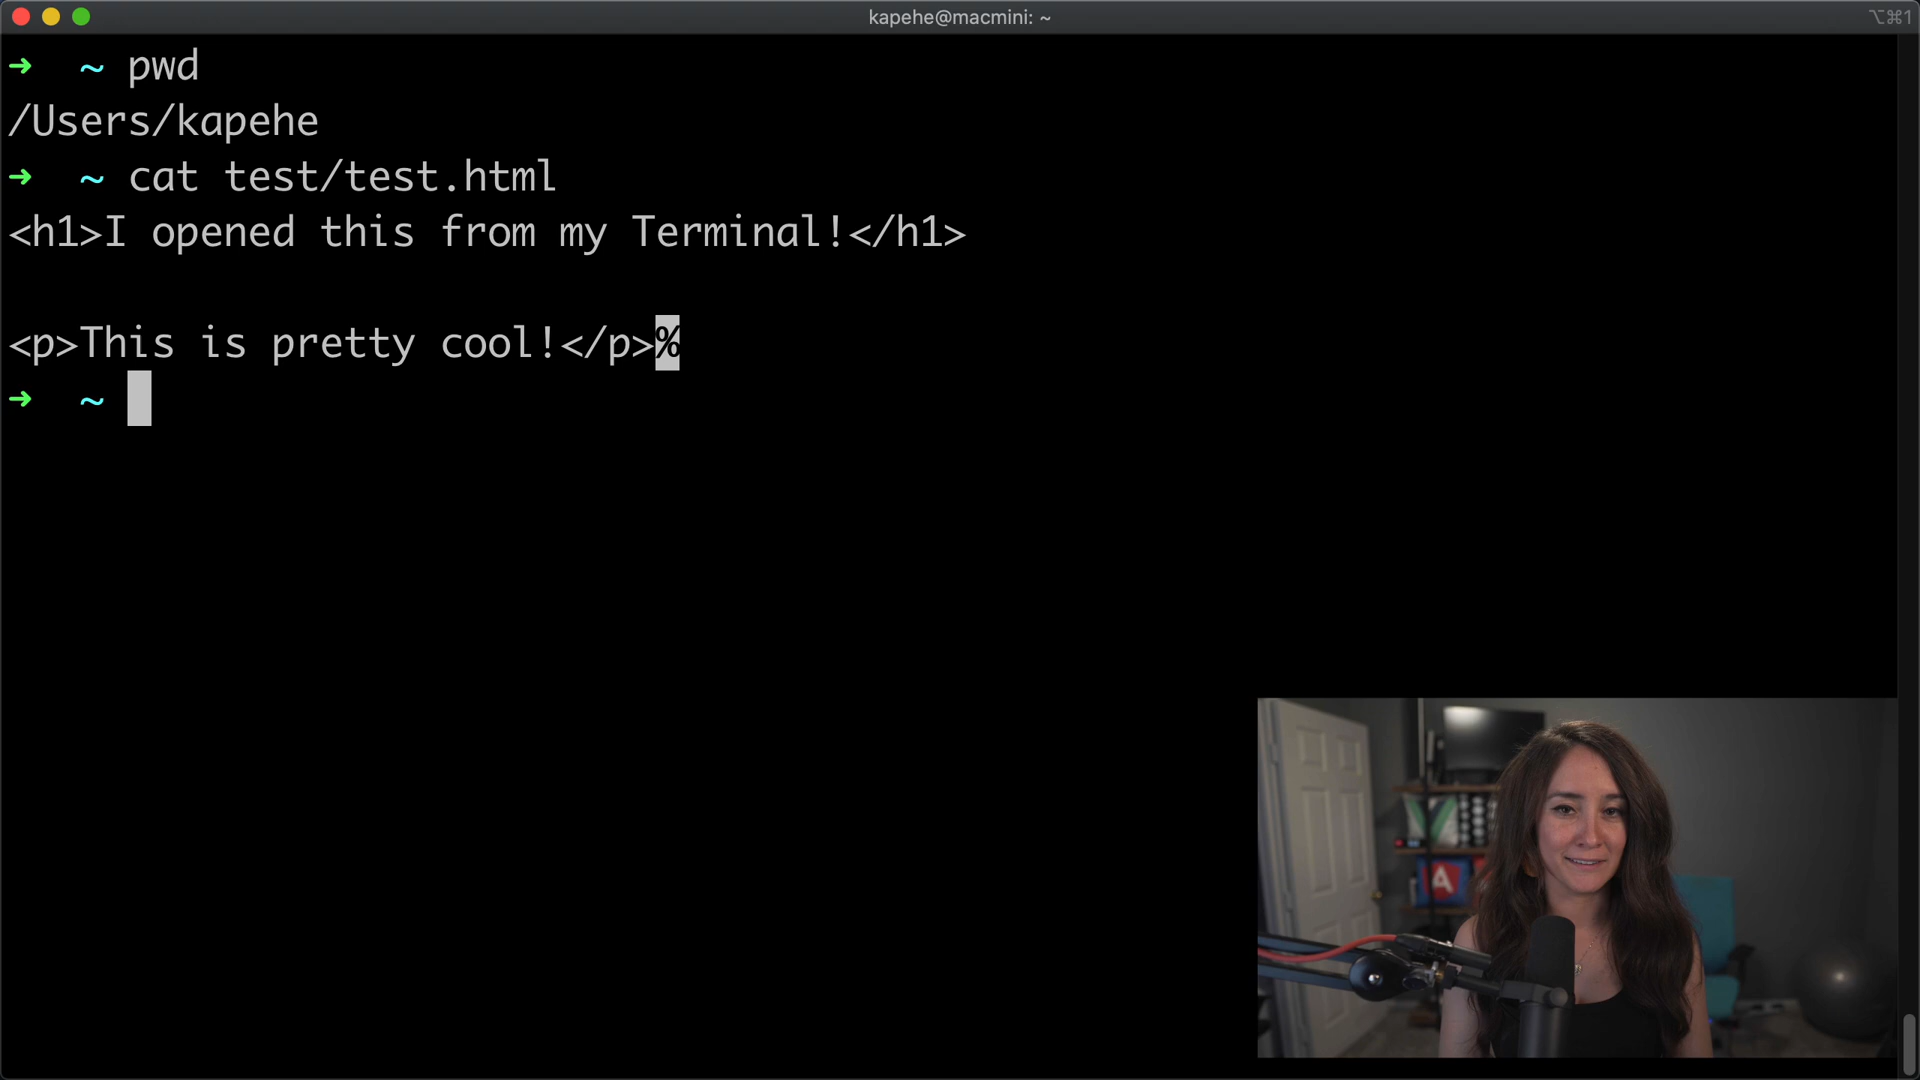 kapehe@macmini: ~
⌥⌘1
➜ ~ pwd
/Users/kapehe
➜ ~ cat test/test.html
<h1>I opened this from my Terminal!</h1>
<p>This is pretty cool!</p>%
➜ ~
A